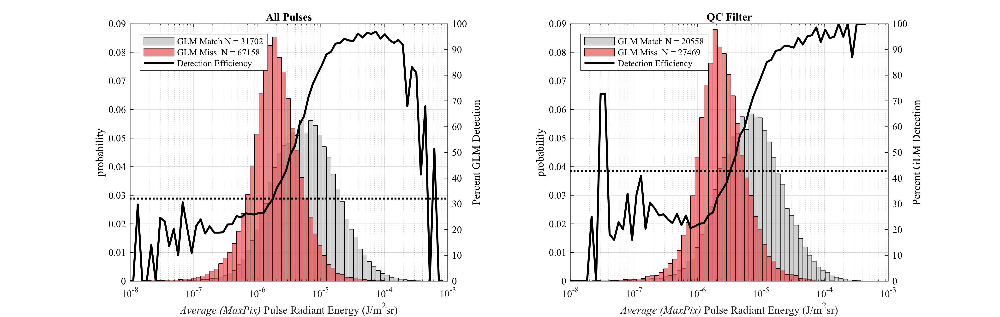 All Pulses
0.09
0.08
0.07
0.06
0.05
0.04
0.03
0.02
0.01
0
probability
GLM Match N = 31702
GLM Miss N = 67158
Detection Efficiency
100
90
80
70
60
50
40
30
20
10
0
Percent GLM Detection
10^-8 10^-7 10^-6 10^-5 10^-4 10^-3
Average (MaxPix) Pulse Radiant Energy (J/m^2sr)
QC Filter
0.09
0.08
0.07
0.06
0.05
0.04
0.03
0.02
0.01
0
probability
GLM Match N = 20558
GLM Miss N = 27469
Detection Efficiency
100
90
80
70
60
50
40
30
20
10
0
Percent GLM Detection
10^-8 10^-7 10^-6 10^-5 10^-4 10^-3
Average (MaxPix) Pulse Radiant Energy (J/m^2sr)